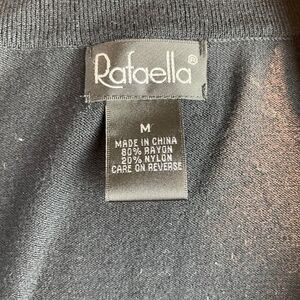 Rafaella®
M
MADE IN CHINA
80% RAYON
20% NYLON
CARE ON REVERSE